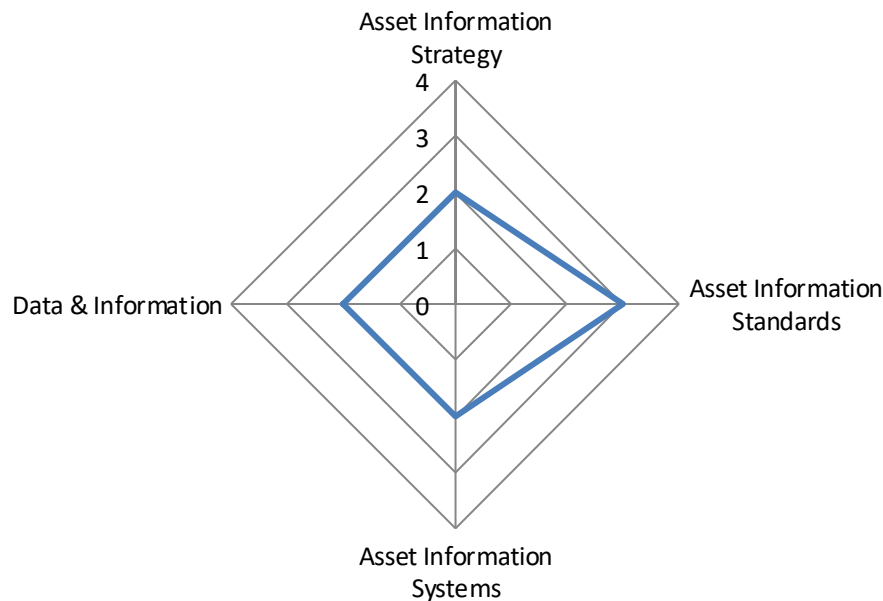 Asset Information
Strategy
4
3
2
1
0
Data & Information
Asset Information
Standards
Asset Information
Systems